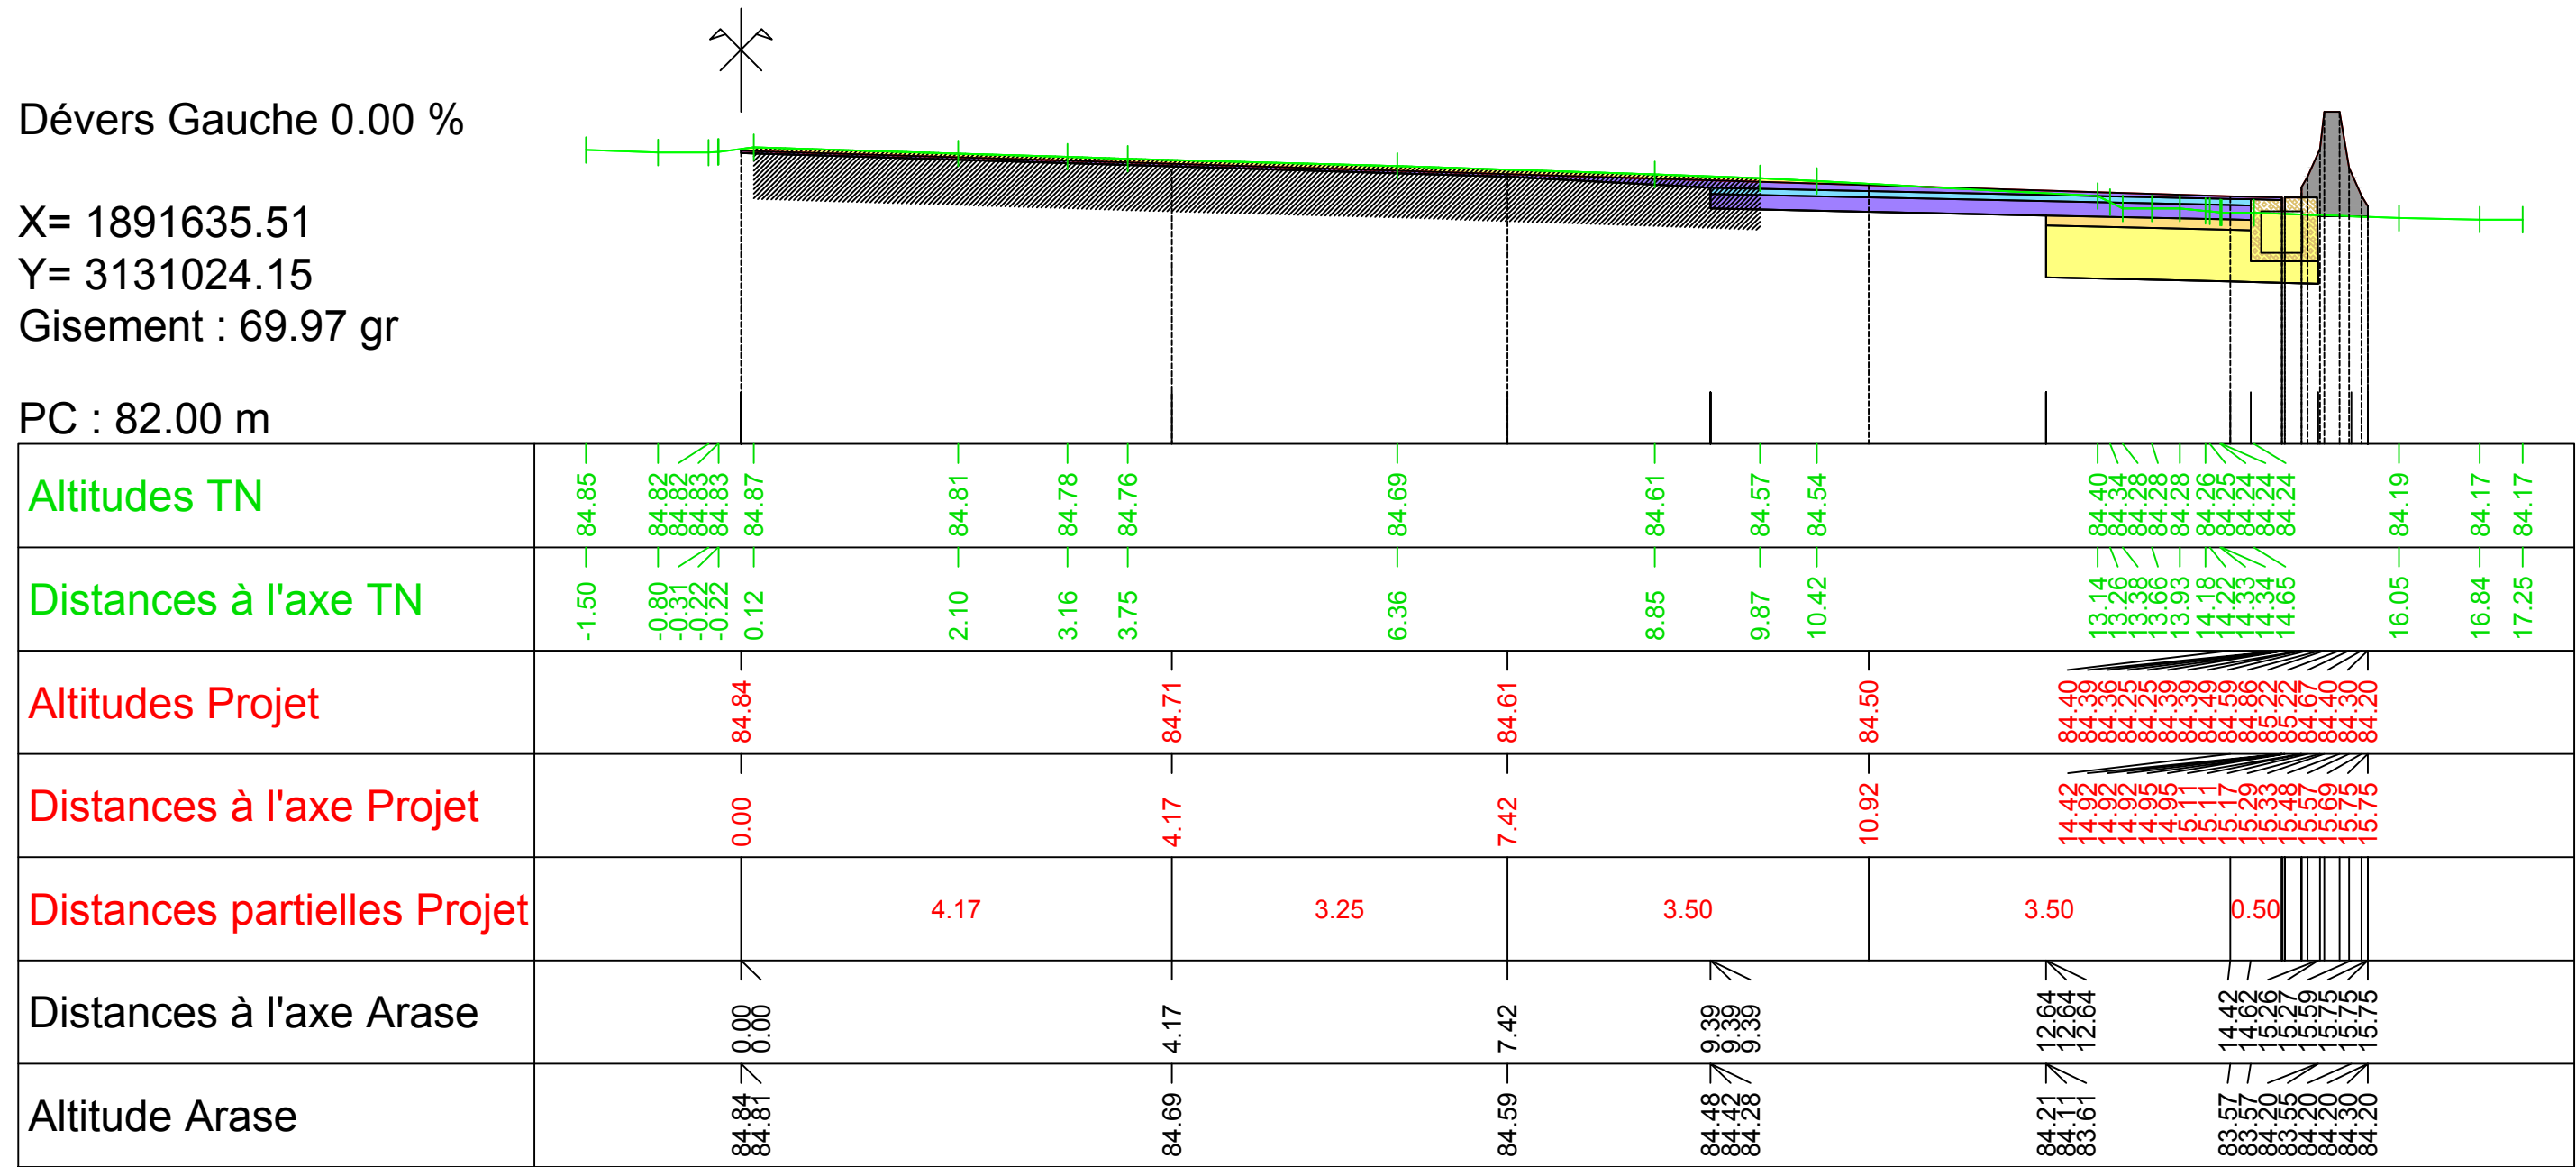 Dévers Gauche 0.00 %
X= 1891635.51
Y= 3131024.15
Gisement : 69.97 gr
PC : 82.00 m
Altitudes TN 84.85 84.82 84.82 84.83 84.83 84.87 84.81 84.78 84.76 84.69 84.61 84.57 84.54 84.40 84.34 84.28 84.28 84.28 84.26 84.25 84.24 84.24 84.24 84.19 84.17 84.17
Distances à l'axe TN -1.50 -0.80 -0.31 -0.22 -0.22 0.12 2.10 3.16 3.75 6.36 8.85 9.87 10.42 13.14 13.26 13.38 13.66 13.93 14.18 14.22 14.33 14.34 14.65 16.05 16.84 17.25
Altitudes Projet 84.84 84.71 84.61 84.50 84.40 84.39 84.36 84.25 84.25 84.39 84.39 84.49 84.59 84.86 85.22 85.22 84.67 84.40 84.30 84.20
Distances à l'axe Projet 0.00 4.17 7.42 10.92 14.42 14.92 14.92 14.92 14.95 14.95 15.11 15.11 15.17 15.29 15.33 15.48 15.57 15.69 15.75 15.75
Distances partielles Projet 4.17 3.25 3.50 3.50 0.50
Distances à l'axe Arase 0.00 0.00 4.17 7.42 9.39 9.39 9.39 12.64 12.64 12.64 14.42 14.62 15.26 15.27 15.59 15.75 15.75 15.75
Altitude Arase 84.84 84.81 84.69 84.59 84.48 84.42 84.28 84.21 84.11 83.61 83.57 83.57 84.20 83.55 84.20 84.20 84.30 84.20